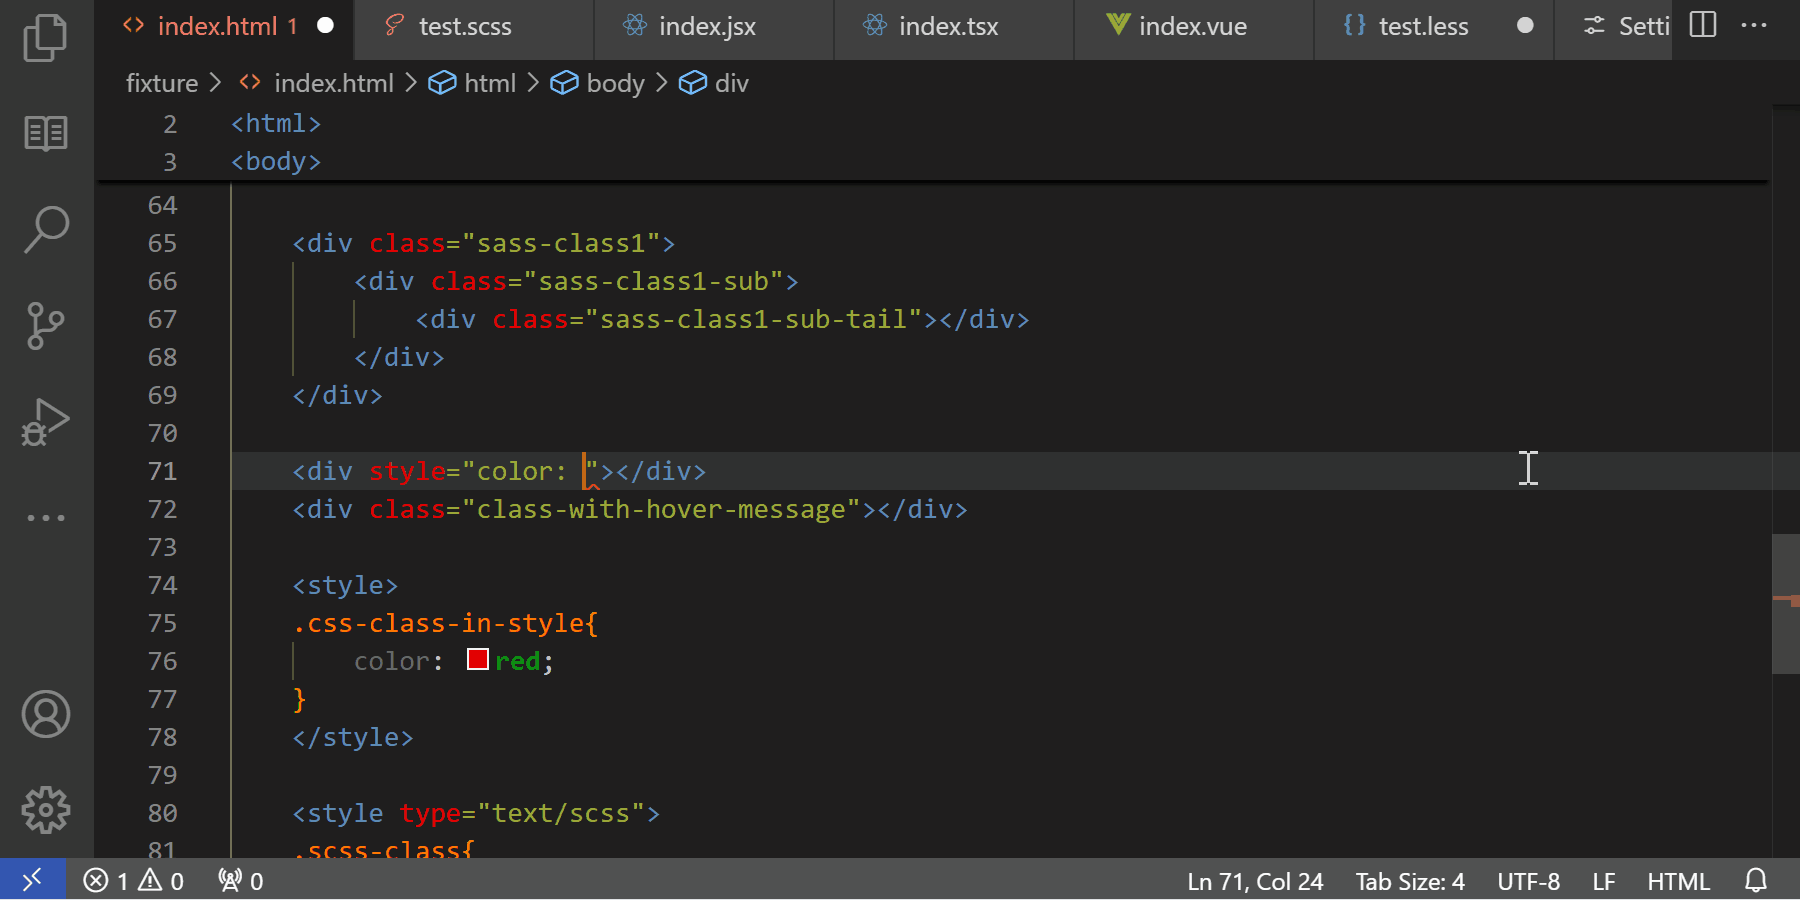 index.html 1 test.scss index.jsx index.tsx index.vue {} test.less Setti
fixture > <> index.html > html > body > div
2 <html>
3 <body>
64
65 <div class="sass-class1">
66 <div class="sass-class1-sub">
67 <div class="sass-class1-sub-tail"></div>
68 </div>
69 </div>
70
71 <div style="color: "></div>
72 <div class="class-with-hover-message"></div>
73
74 <style>
75 .css-class-in-style{
76 color: red;
77 }
78 </style>
79
80 <style type="text/scss">
81 .scss-class{
1 0 0 Ln 71, Col 24 Tab Size: 4 UTF-8 LF HTML